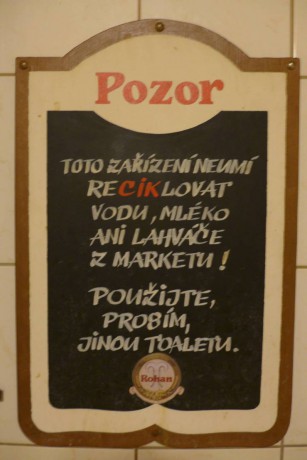 Pozor
TOTO ZAŘÍZENÍ NEUMÍ
RECIKLOVAT
VODU, MLÉKO
ANI LAHVÁČE
Z MARKETU!
POUŽIJTE,
PROSÍM,
JINOU TOALETU.
Rohan